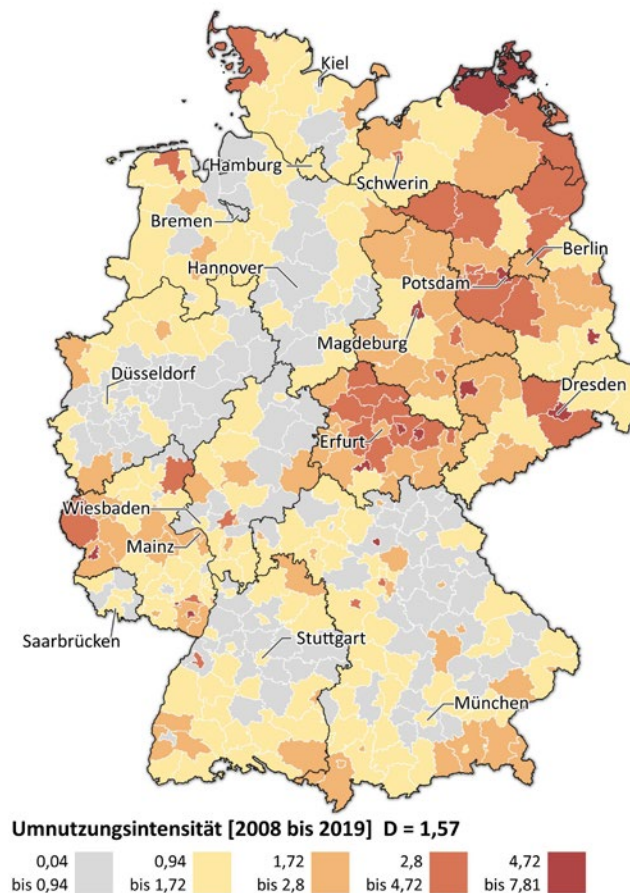 Kiel
Hamburg
Schwerin
Bremen
Berlin
Hannover
Potsdam
Magdeburg
Düsseldorf
Dresden
Erfurt
Wiesbaden
Mainz
Saarbrücken
Stuttgart
München
Umnutzungsintensität [2008 bis 2019] D = 1,57
0,04 0,94 1,72 2,8 4,72
bis 0,94 bis 1,72 bis 2,8 bis 4,72 bis 7,81